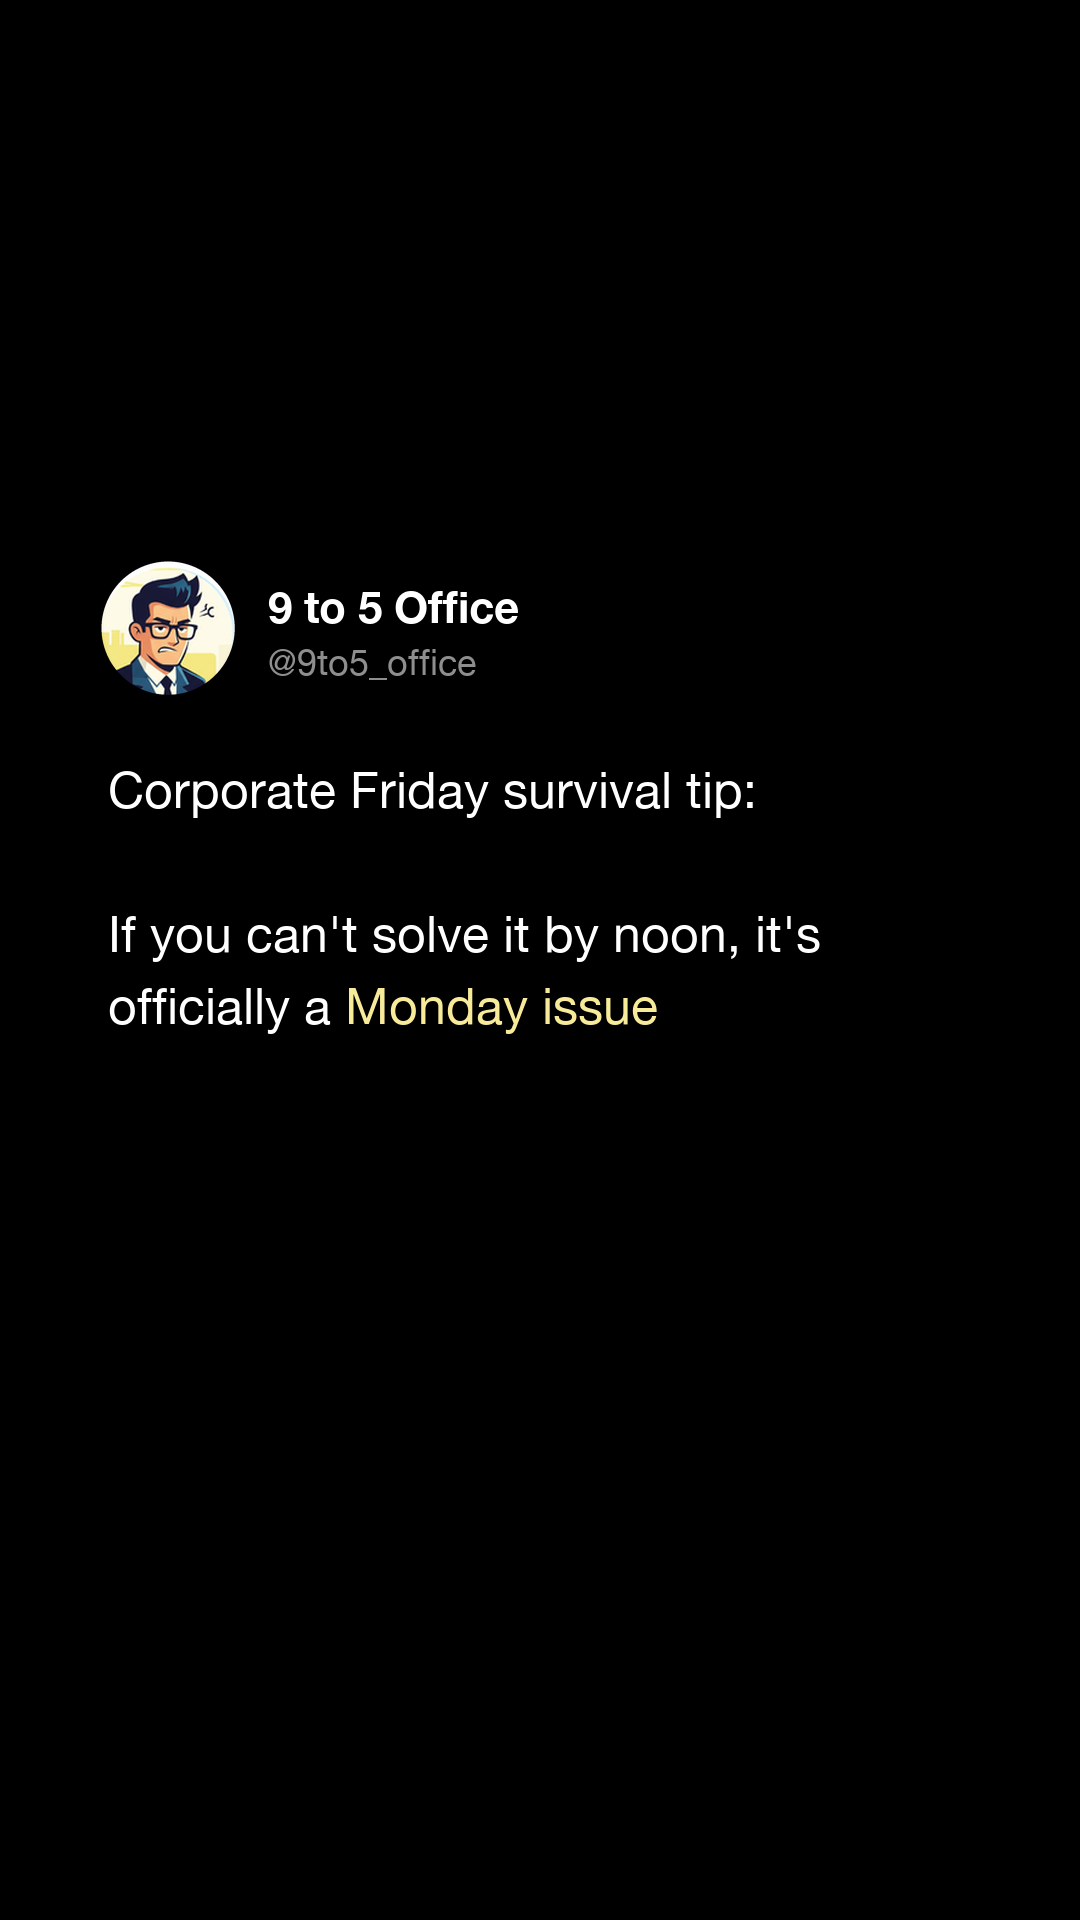 9 to 5 Office
@9to5_office
Corporate Friday survival tip:
If you can't solve it by noon, it's
officially a Monday issue